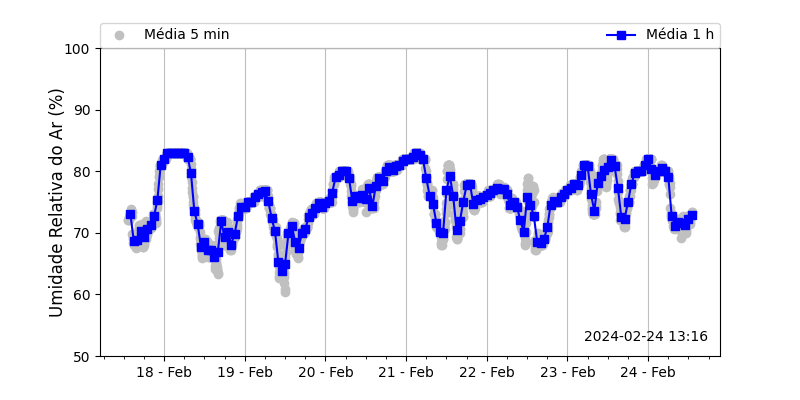 Média 5 min
Média 1 h
Umidade Relativa do Ar (%)
100
90
80
70
60
50
2024-02-24 13:16
18 - Feb
19 - Feb
20 - Feb
21 - Feb
22 - Feb
23 - Feb
24 - Feb